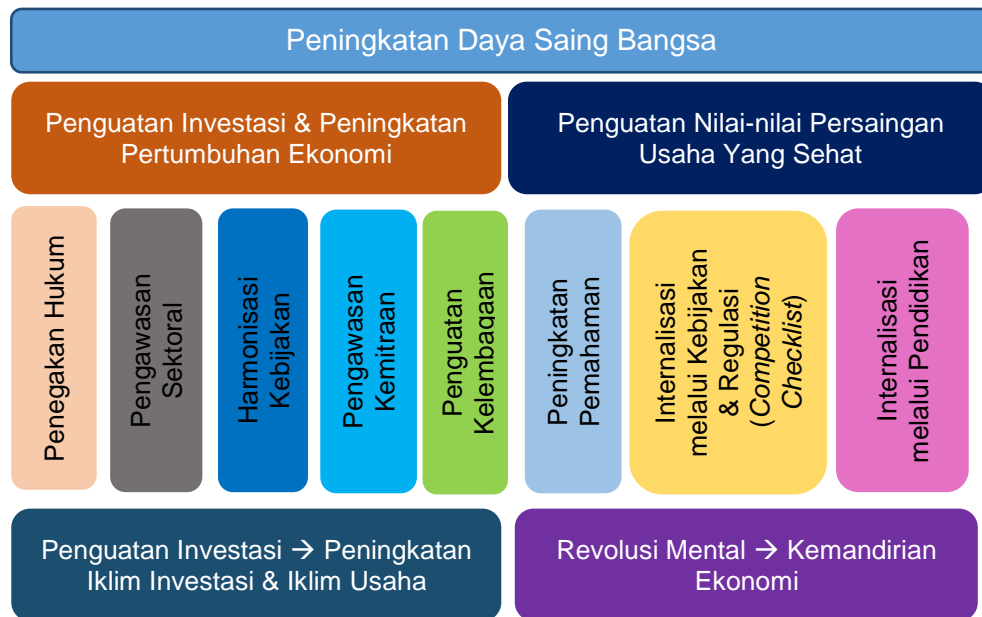 Peningkatan Daya Saing Bangsa
Penguatan Investasi & Peningkatan
Pertumbuhan Ekonomi
Penguatan Nilai-nilai Persaingan
Usaha Yang Sehat
Penegakan Hukum
Pengawasan
Sektoral
Harmonisasi
Kebijakan
Pengawasan
Kemitraan
Penguatan
Kelembagaan
Peningkatan
Pemahaman
Internalisasi
melalui Kebijakan
& Regulasi
(Competition
Checklist)
Internalisasi
melalui Pendidikan
Penguatan Investasi → Peningkatan
Iklim Investasi & Iklim Usaha
Revolusi Mental → Kemandirian
Ekonomi